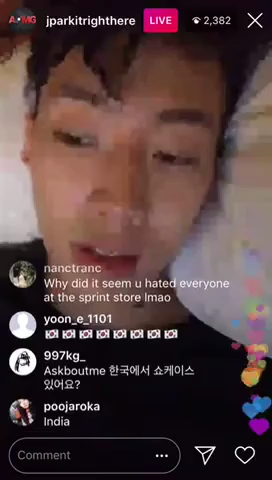 AOMG
jparkitrighthere
LIVE
2,382
nanctranc
Why did it seem u hated everyone
at the sprint store lmao
yoon_e_1101
🇰🇷🇰🇷🇰🇷🇰🇷🇰🇷🇰🇷🇰🇷🇰🇷
997kg_
Askboutme 한국에서 쇼케이스
있어요?
poojaroka
India
Comment